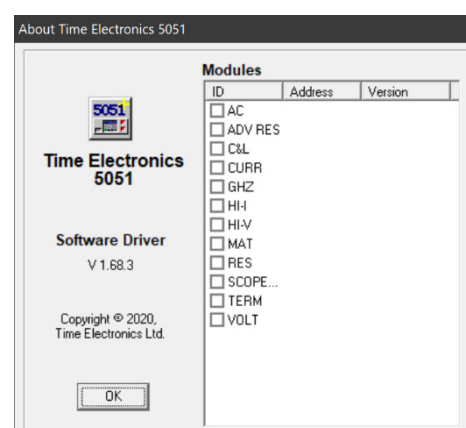 About Time Electronics 5051
5051
Time Electronics
5051
Software Driver
V 1.68.3
Copyright © 2020,
Time Electronics Ltd.
OK
Modules
ID Address Version
AC
ADV RES
C&L
CURR
GHZ
HI-I
HI-V
MAT
RES
SCOPE...
TERM
VOLT